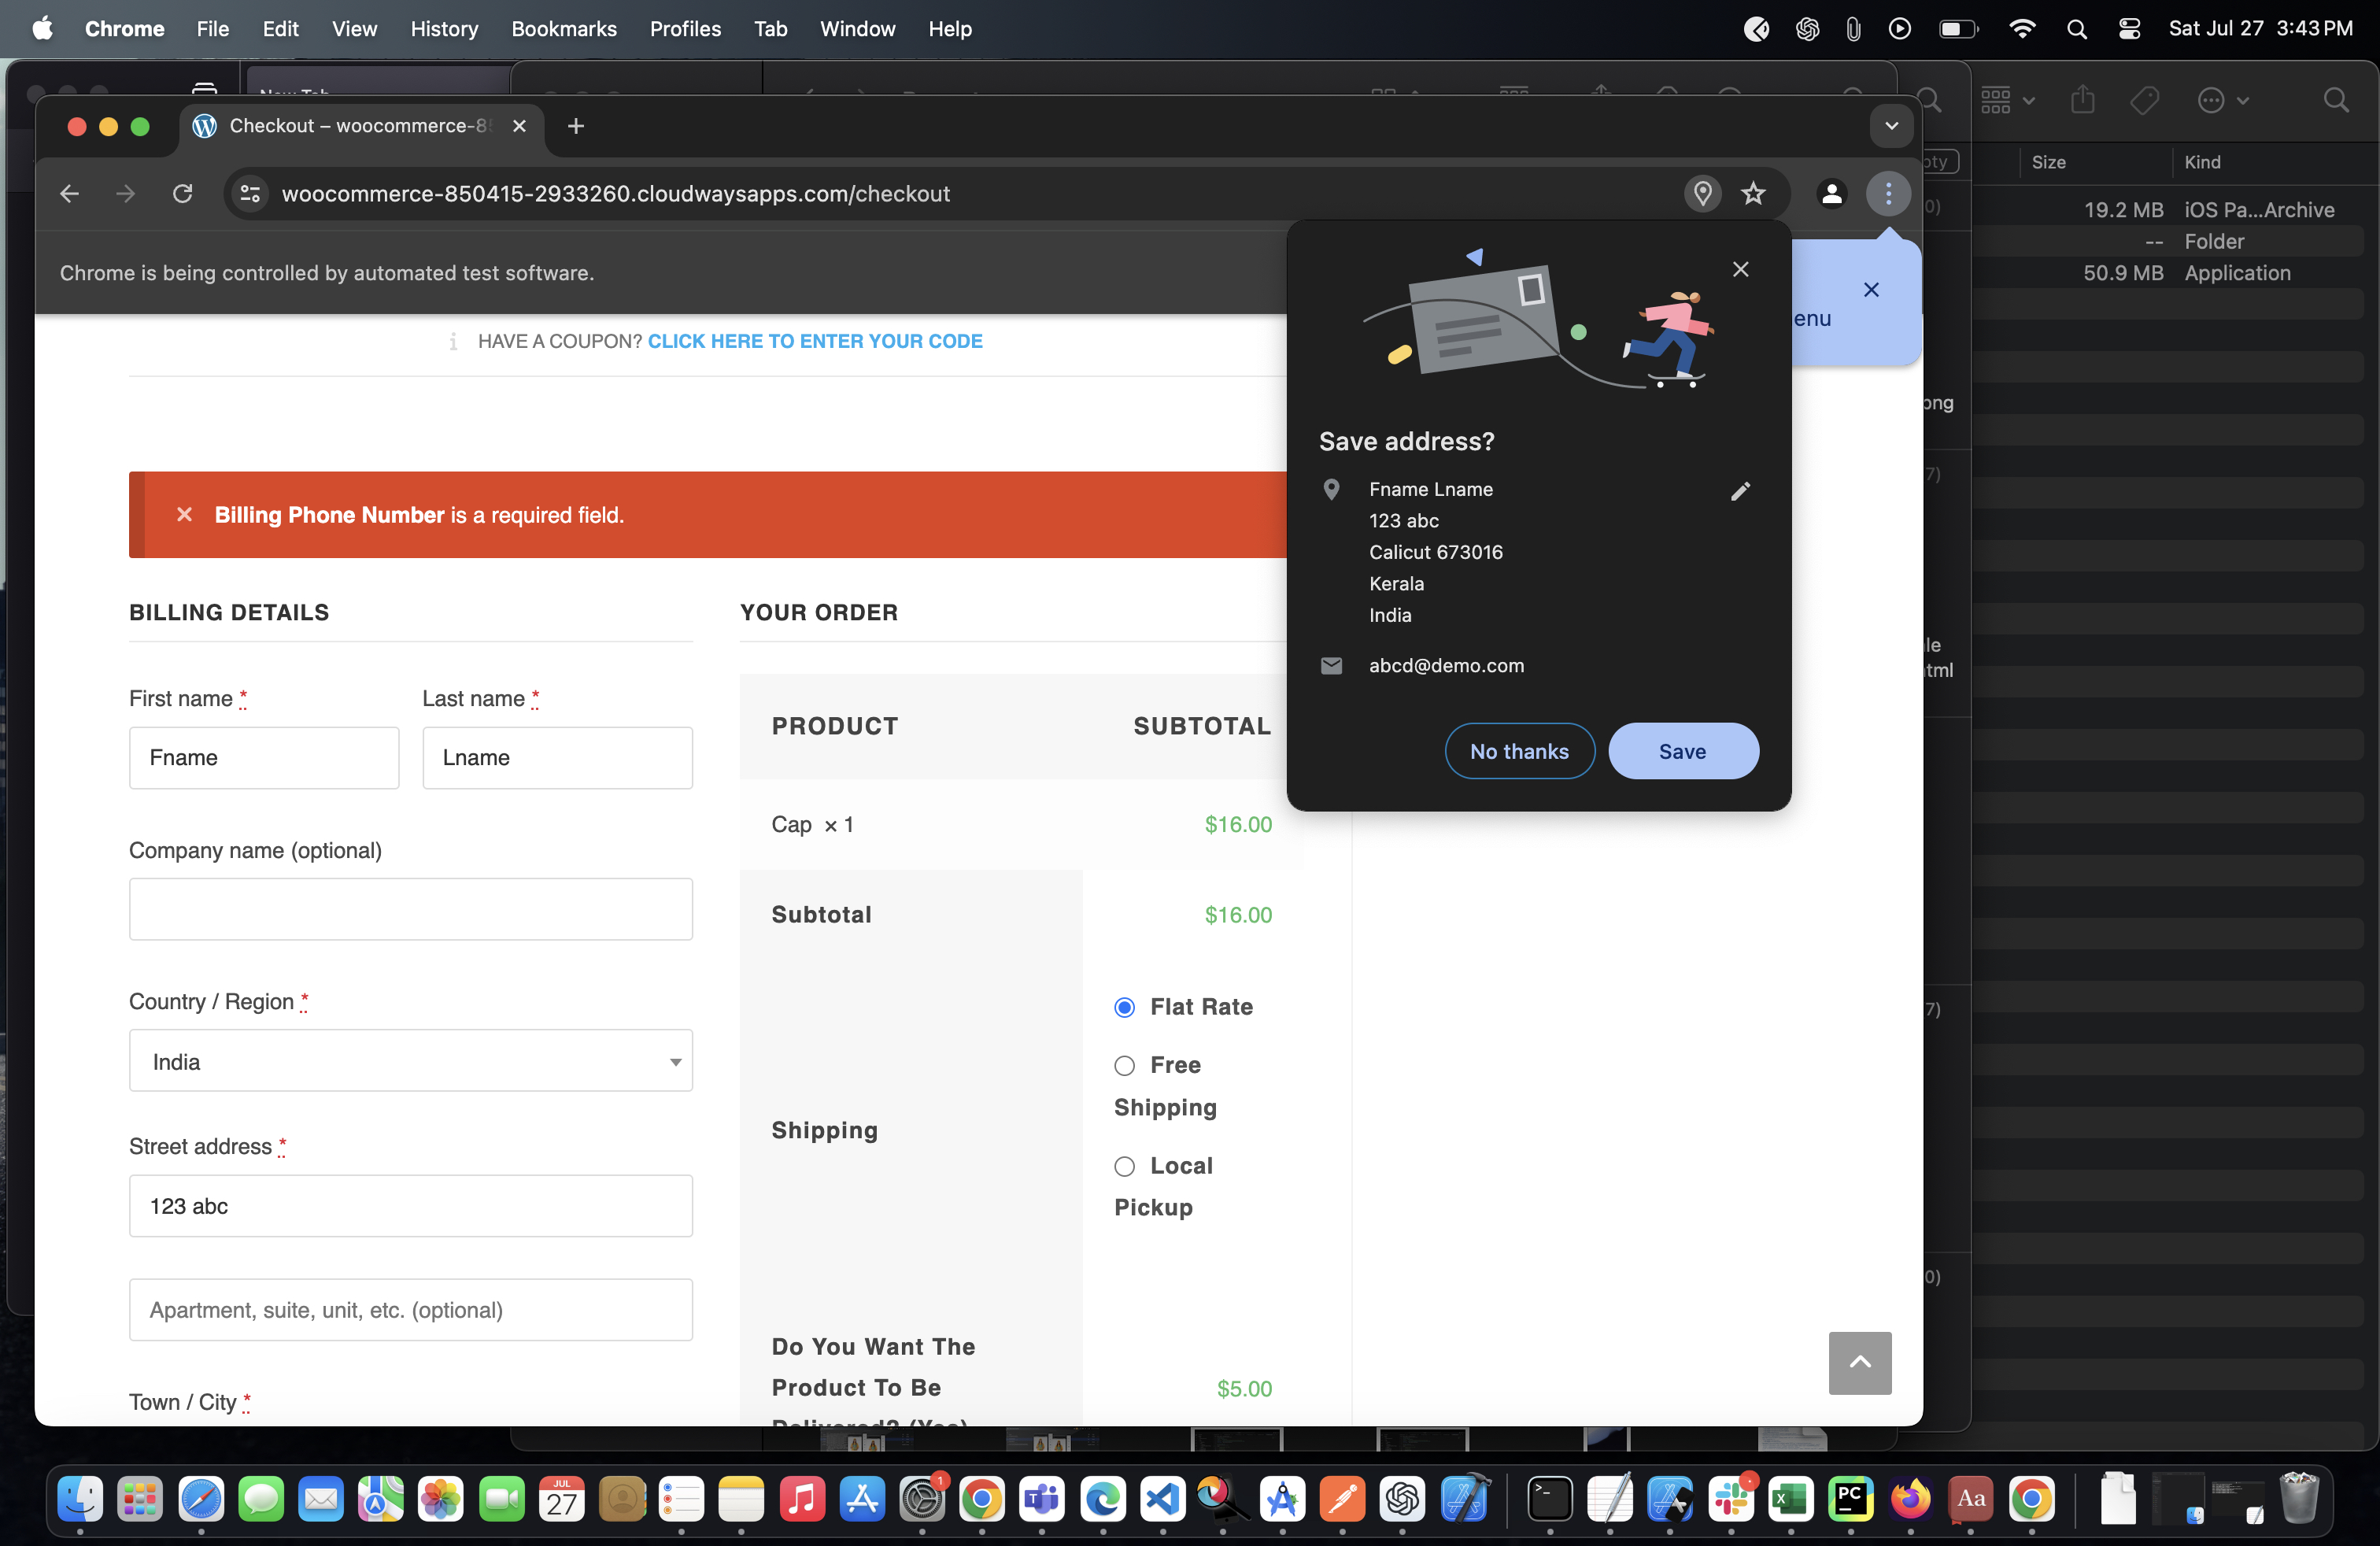 Chrome File Edit View History Bookmarks Profiles Tab Window Help
Sat Jul 27 3:43 PM
Checkout – woocommerce-8
woocommerce-850415-2933260.cloudwaysapps.com/checkout
Chrome is being controlled by automated test software.
HAVE A COUPON? CLICK HERE TO ENTER YOUR CODE
Billing Phone Number is a required field.
BILLING DETAILS
First name *
Last name *
Fname
Lname
Company name (optional)
Country / Region *
India
Street address *
123 abc
Apartment, suite, unit, etc. (optional)
Town / City *
YOUR ORDER
PRODUCT SUBTOTAL
Cap × 1 $16.00
Subtotal $16.00
Shipping
Flat Rate
Free
Shipping
Local
Pickup
Do You Want The
Product To Be
Delivered? (Yes)
$5.00
Save address?
Fname Lname
123 abc
Calicut 673016
Kerala
India
abcd@demo.com
No thanks
Save
enu
Size Kind
19.2 MB iOS Pa...Archive
-- Folder
50.9 MB Application
JUL
27
1
PC
Aa